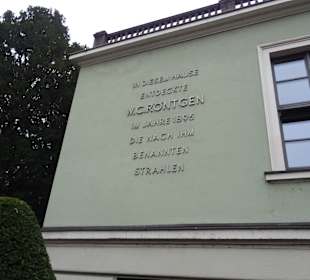 IN DIESEM HAUSE
ENTDECKTE
W.C.RÖNTGEN
IM JAHRE 1895
DIE NACH IHM
BENANNTEN
STRAHLEN